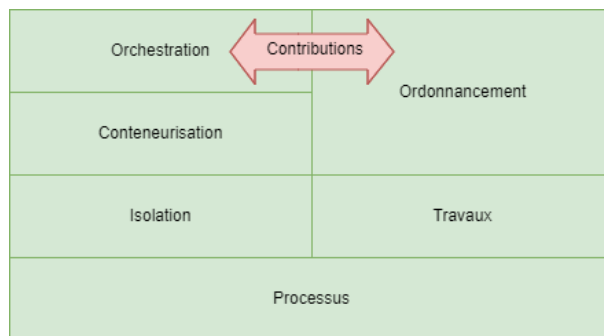 Orchestration
Contributions
Ordonnancement
Conteneurisation
Isolation
Travaux
Processus